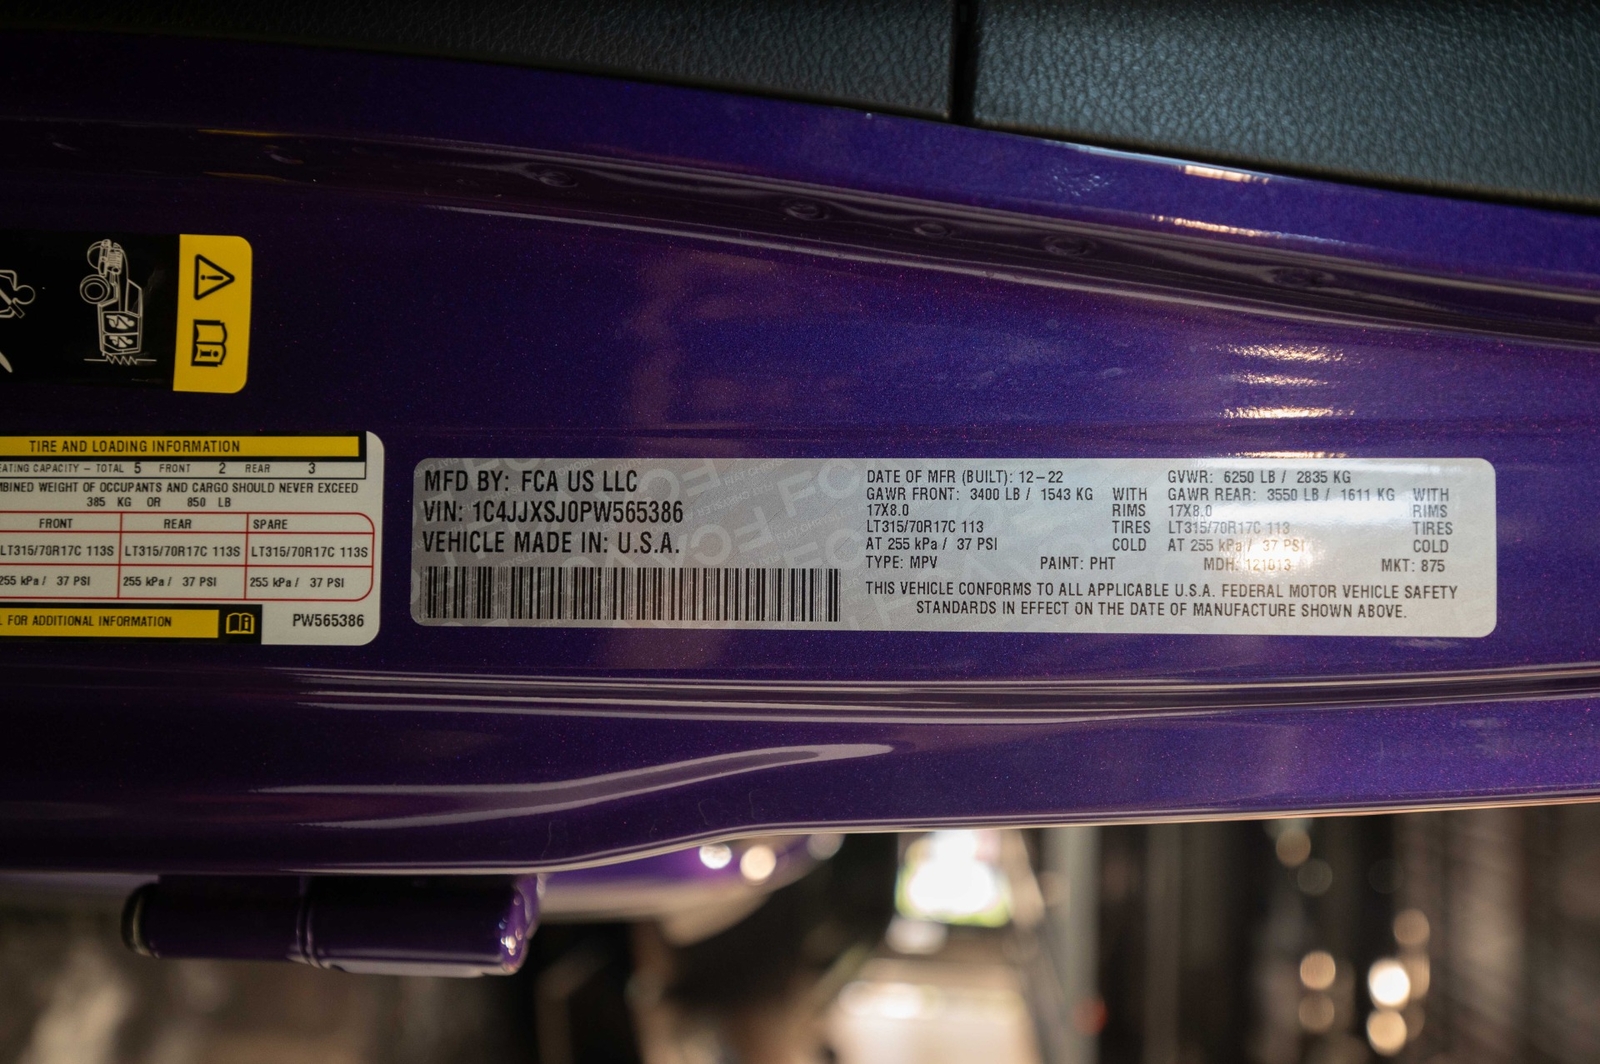 TIRE AND LOADING INFORMATION
EATING CAPACITY – TOTAL 5 FRONT 2 REAR 3
MBINED WEIGHT OF OCCUPANTS AND CARGO SHOULD NEVER EXCEED
385 KG OR 850 LB
FRONT REAR SPARE
LT315/70R17C 113S LT315/70R17C 113S LT315/70R17C 113S
255 kPa / 37 PSI 255 kPa / 37 PSI 255 kPa / 37 PSI
L FOR ADDITIONAL INFORMATION
PW565386
MFD BY: FCA US LLC
VIN: 1C4JJXSJ0PW565386
VEHICLE MADE IN: U.S.A.
DATE OF MFR (BUILT): 12–22 GVWR: 6250 LB / 2835 KG
GAWR FRONT: 3400 LB / 1543 KG WITH GAWR REAR: 3550 LB / 1611 KG WITH
17X8.0 RIMS 17X8.0 RIMS
LT315/70R17C 113 TIRES LT315/70R17C 113 TIRES
AT 255 kPa / 37 PSI COLD AT 255 kPa / 37 PSI COLD
TYPE: MPV PAINT: PHT MDH: 121013 MKT: 875
THIS VEHICLE CONFORMS TO ALL APPLICABLE U.S.A. FEDERAL MOTOR VEHICLE SAFETY
STANDARDS IN EFFECT ON THE DATE OF MANUFACTURE SHOWN ABOVE.